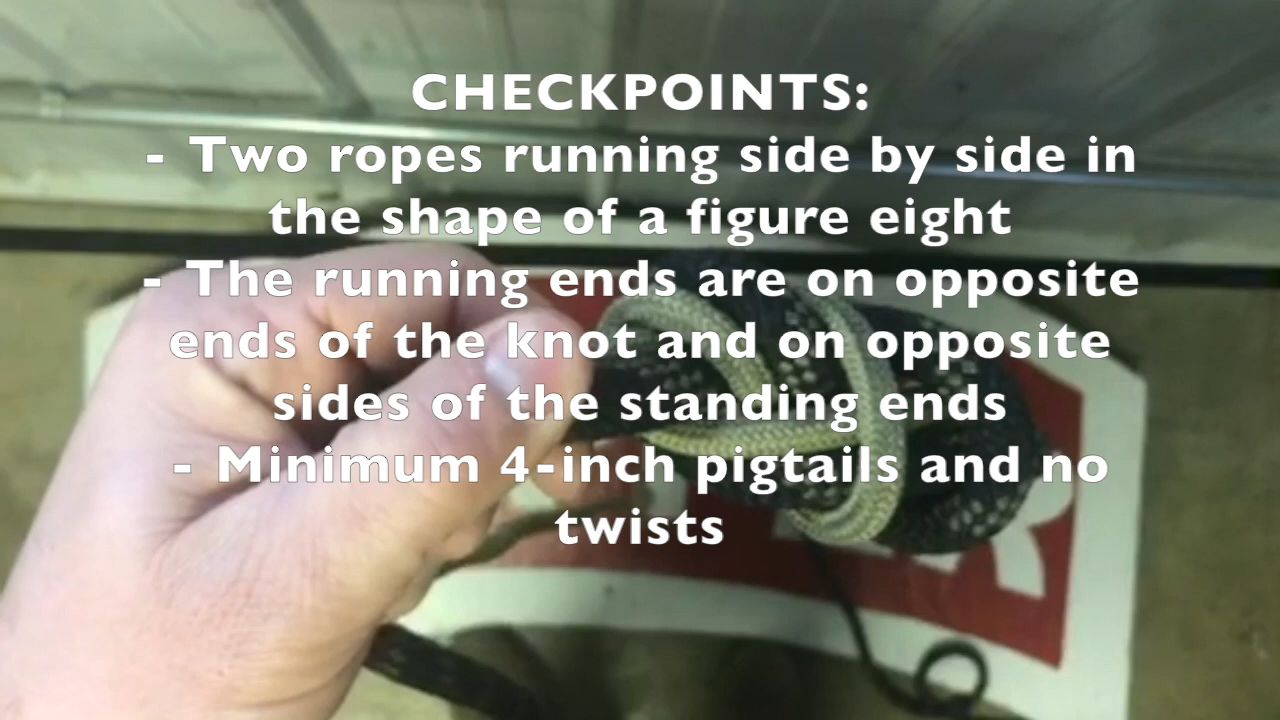 CHECKPOINTS:
- Two ropes running side by side in
the shape of a figure eight
- The running ends are on opposite
ends of the knot and on opposite
sides of the standing ends
- Minimum 4-inch pigtails and no
twists